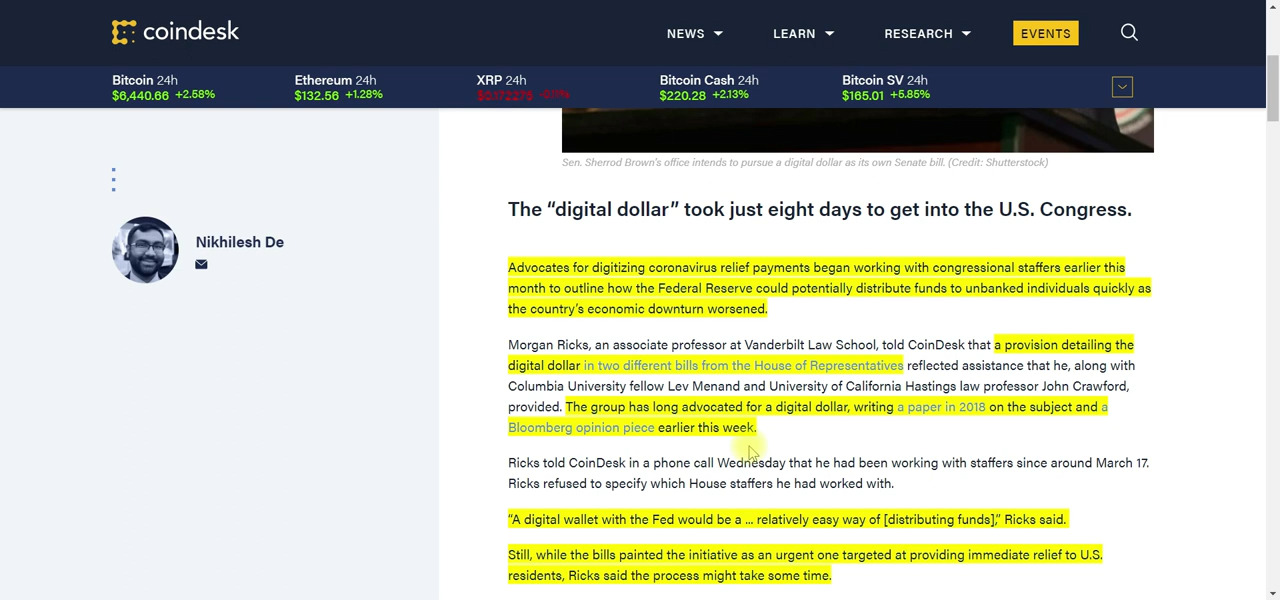 coindesk
NEWS LEARN RESEARCH EVENTS
Bitcoin 24h
$6,440.66 +2.58%
Ethereum 24h
$132.56 +1.28%
XRP 24h
$0.172275 -0.11%
Bitcoin Cash 24h
$220.28 +2.13%
Bitcoin SV 24h
$165.01 +5.85%
Sen. Sherrod Brown's office intends to pursue a digital dollar as its own Senate bill. (Credit: Shutterstock)
Nikhilesh De
The “digital dollar” took just eight days to get into the U.S. Congress.
Advocates for digitizing coronavirus relief payments began working with congressional staffers earlier this
month to outline how the Federal Reserve could potentially distribute funds to unbanked individuals quickly as
the country’s economic downturn worsened.
Morgan Ricks, an associate professor at Vanderbilt Law School, told CoinDesk that a provision detailing the
digital dollar in two different bills from the House of Representatives reflected assistance that he, along with
Columbia University fellow Lev Menand and University of California Hastings law professor John Crawford,
provided. The group has long advocated for a digital dollar, writing a paper in 2018 on the subject and a
Bloomberg opinion piece earlier this week.
Ricks told CoinDesk in a phone call Wednesday that he had been working with staffers since around March 17.
Ricks refused to specify which House staffers he had worked with.
“A digital wallet with the Fed would be a ... relatively easy way of [distributing funds],” Ricks said.
Still, while the bills painted the initiative as an urgent one targeted at providing immediate relief to U.S.
residents, Ricks said the process might take some time.